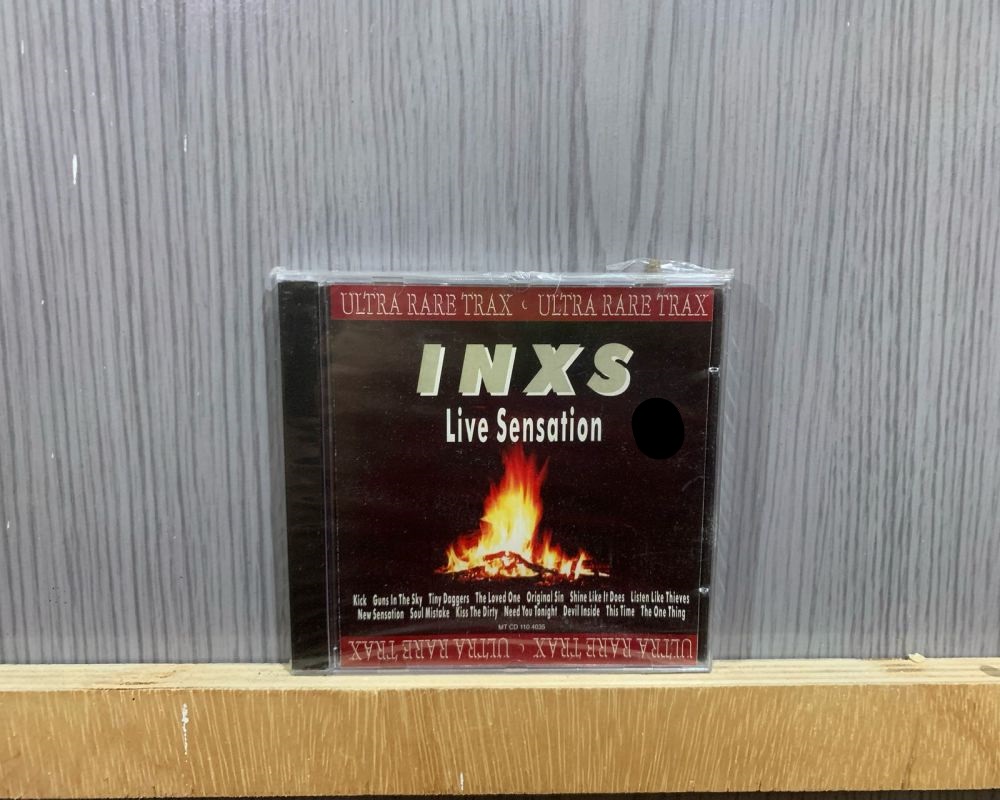 ULTRA RARE TRAX · ULTRA RARE TRAX
INXS
Live Sensation
Kick Guns In The Sky Tiny Daggers The Loved One Original Sin Shine Like It Does Listen Like Thieves
New Sensation Soul Mistake Kiss The Dirty Need You Tonight Devil Inside This Time The One Thing
MT CD 110 4035
ULTRA RARE TRAX · ULTRA RARE TRAX